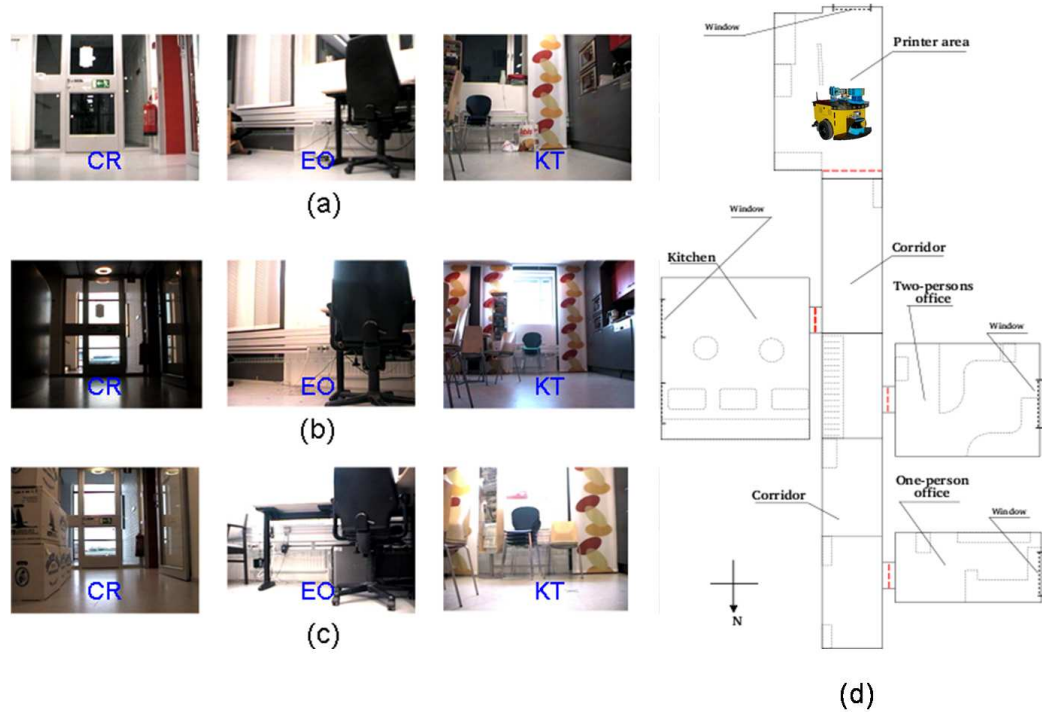 CR
EO
KT
(a)
CR
EO
KT
(b)
CR
EO
KT
(c)
Window
Printer area
Window
Kitchen
Corridor
Two-persons
office
Window
Corridor
One-person
office
Window
N
(d)